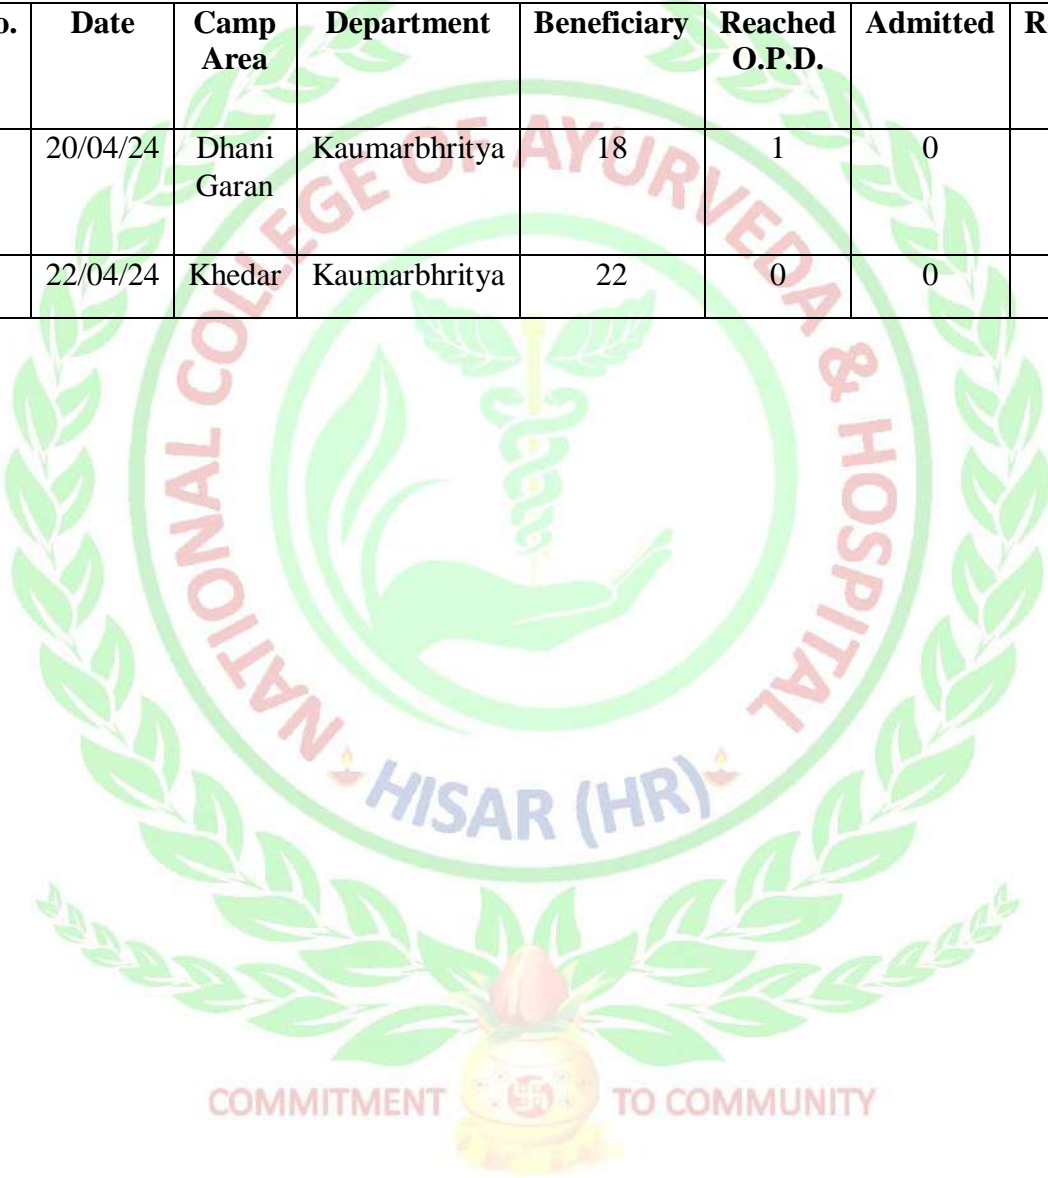 o. Date Camp Area Department Beneficiary Reached O.P.D. Admitted R
20/04/24 Dhani Garan Kaumarbhritya 18 1 0
22/04/24 Khedar Kaumarbhritya 22 0 0
NATIONAL COLLEGE OF AYURVEDA & HOSPITAL
HISAR (HR)
COMMITMENT TO COMMUNITY